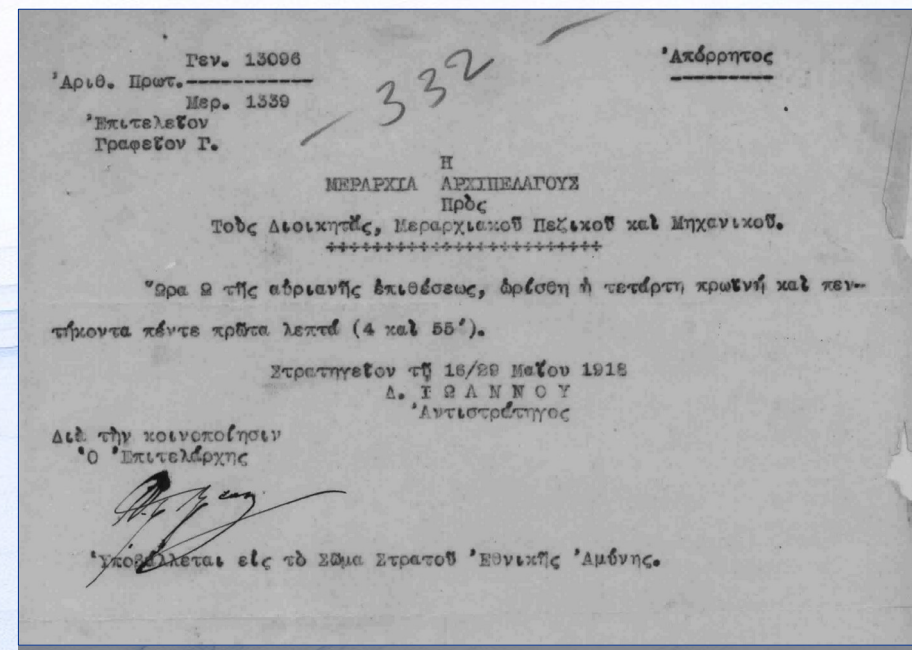 Γεν. 13096
Ἀριθ. Πρωτ.------------
Μερ. 1339
Ἐπιτελεῖον
Γραφεῖον Γ.
332
Ἀπόρρητος
Η
ΜΕΡΑΡΧΙΑ ΑΡΧΙΠΕΛΑΓΟΥΣ
Πρὸς
Τοὺς Διοικητάς, Μεραρχιακοῦ Πεζικοῦ καὶ Μηχανικοῦ.
Ὥρα Ω τῆς αὐριανῆς ἐπιθέσεως, ὡρίσθη ἡ τετάρτη πρωϊνή καὶ πεν-
τήκοντα πέντε πρῶτα λεπτά (4 καὶ 55').
Στρατηγεῖον τῇ 16/29 Μαΐου 1918
Δ. ΙΩΑΝΝΟΥ
Ἀντιστράτηγος
Διὰ τὴν κοινοποίησιν
Ὁ Ἐπιτελάρχης
Ὑποβάλλεται εἰς τὸ Σῶμα Στρατοῦ Ἐθνικῆς Ἀμύνης.